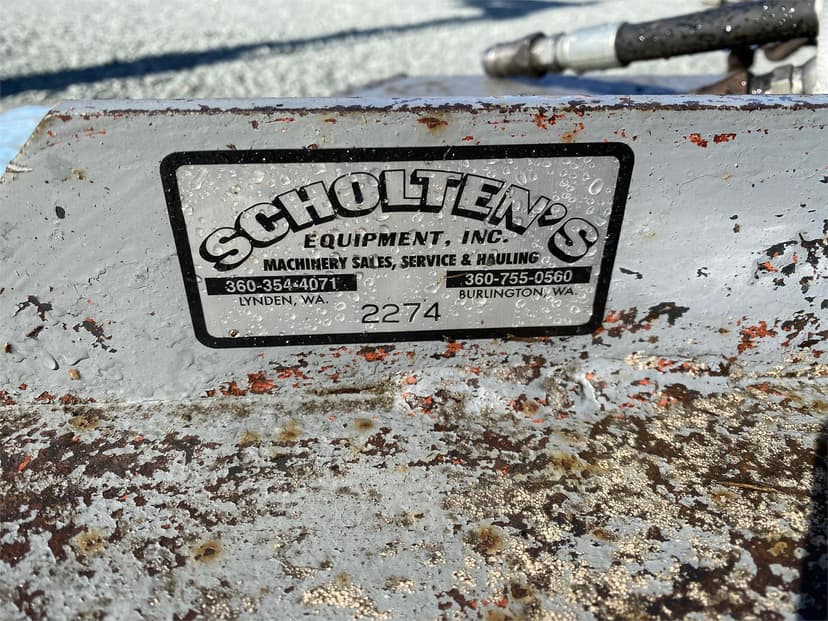 SCHOLTEN'S
EQUIPMENT, INC.
MACHINERY SALES, SERVICE & HAULING
360-354-4071 360-755-0560
LYNDEN, WA. BURLINGTON, WA.
2274